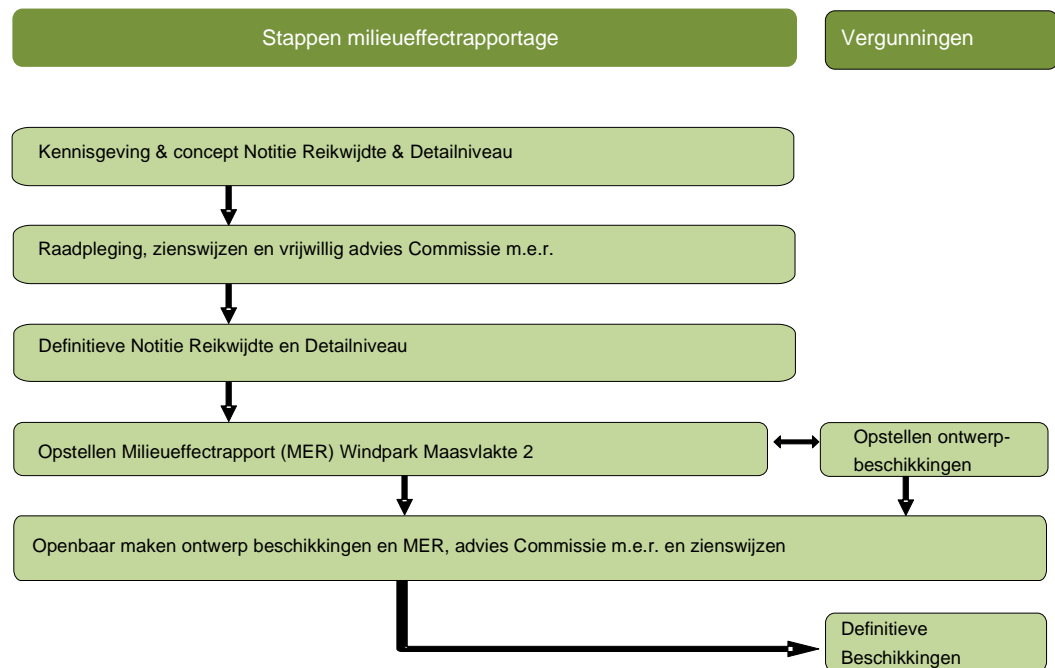 Stappen milieueffectrapportage
Vergunningen
Kennisgeving & concept Notitie Reikwijdte & Detailniveau
Raadpleging, zienswijzen en vrijwillig advies Commissie m.e.r.
Definitieve Notitie Reikwijdte en Detailniveau
Opstellen Milieueffectrapport (MER) Windpark Maasvlakte 2
Opstellen ontwerp-
beschikkingen
Openbaar maken ontwerp beschikkingen en MER, advies Commissie m.e.r. en zienswijzen
Definitieve
Beschikkingen